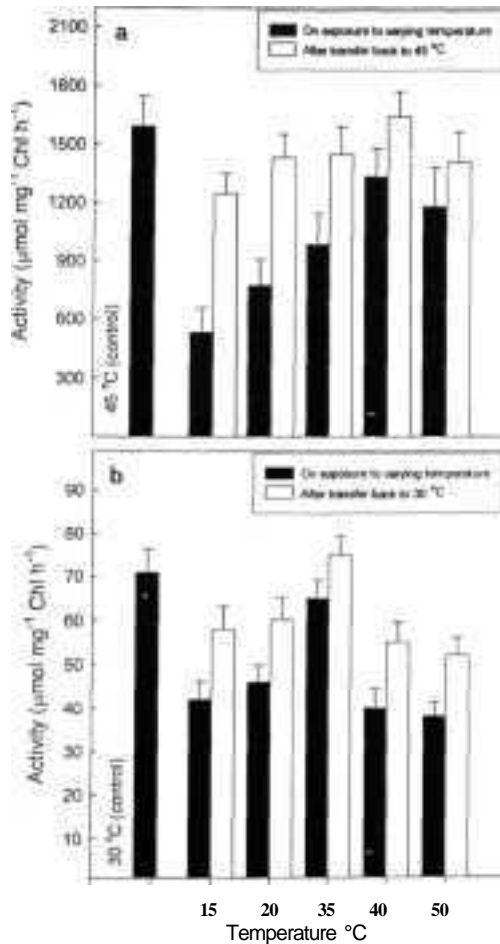 2100
a
On exposure to varying temperature
After transfer back to 45 °C
1800
1500
1200
900
600
300
Activity (µmol mg⁻¹ Chl h⁻¹)
45 °C (control)
b
On exposure to varying temperature
After transfer back to 30 °C
90
80
70
60
50
40
30
20
10
Activity (µmol mg⁻¹ Chl h⁻¹)
30 °C (control)
15 20 35 40 50
Temperature °C